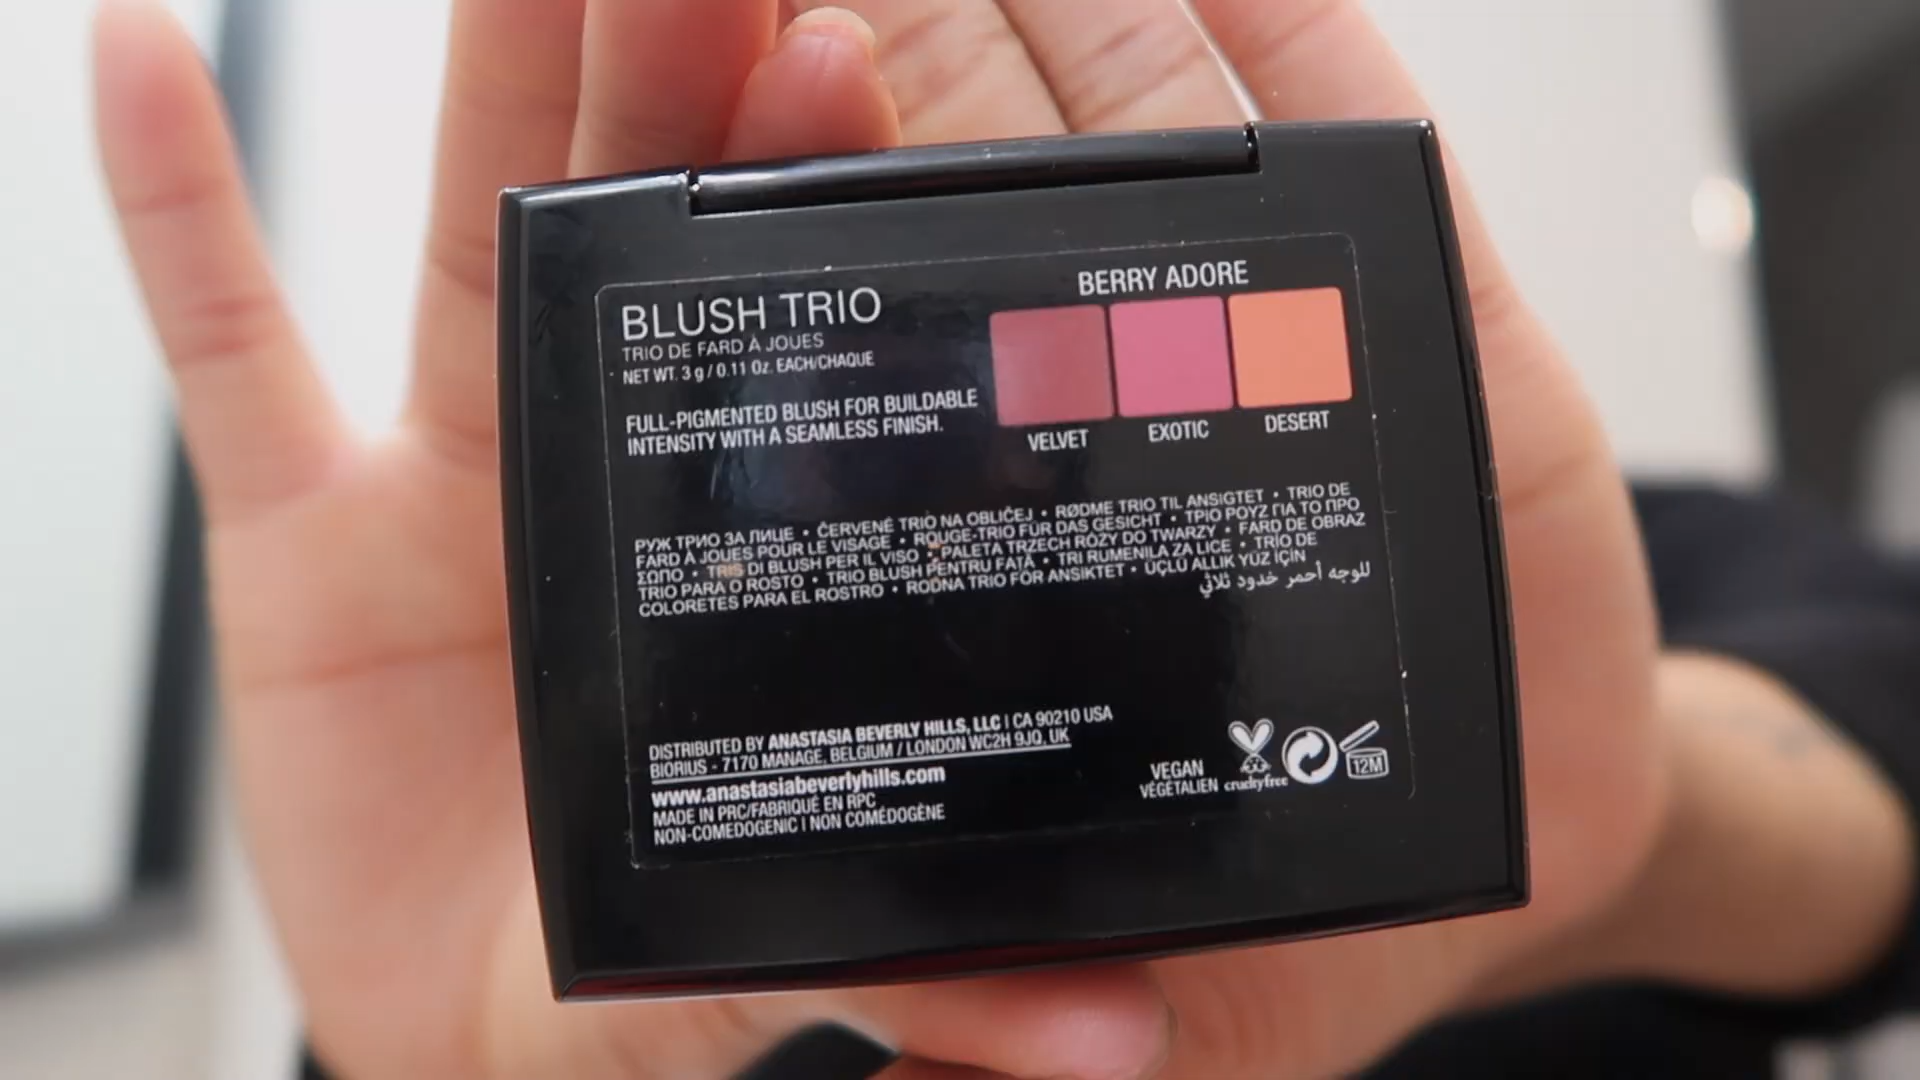 BLUSH TRIO
TRIO DE FARD À JOUES
NET WT. 3 g / 0.11 Oz. EACH/CHAQUE
FULL-PIGMENTED BLUSH FOR BUILDABLE
INTENSITY WITH A SEAMLESS FINISH.
BERRY ADORE
VELVET
EXOTIC
DESERT
РУЖ ТРИО ЗА ЛИЦЕ • ČERVENÉ TRIO NA OBLIČEJ • RØDME TRIO TIL ANSIGTET • TRIO DE
FARD À JOUES POUR LE VISAGE • ROUGE-TRIO FÜR DAS GESICHT • ΤΡΙΟ ΡΟΥΖ ΓΙΑ ΤΟ ΠΡΟ
ΣΩΠΟ • TRIS DI BLUSH PER IL VISO • PALETA TRZECH RÓŻY DO TWARZY • FARD DE OBRAZ
TRIO PARA O ROSTO • TRIO BLUSH PENTRU FAȚĂ • TRI RUMENILA ZA LICE • TRÍO DE
COLORETES PARA EL ROSTRO • RODNA TRIO FÖR ANSIKTET • ÜÇLÜ ALLIK YÜZ İÇİN
للوجه أحمر خدود ثلاثي
DISTRIBUTED BY ANASTASIA BEVERLY HILLS, LLC | CA 90210 USA
BIORIUS - 7170 MANAGE, BELGIUM / LONDON WC2H 9JQ, UK
www.anastasiabeverlyhills.com
MADE IN PRC/FABRIQUÉ EN RPC
NON-COMEDOGENIC | NON COMÉDOGÈNE
VEGAN
VÉGÉTALIEN
crueltyfree
12M